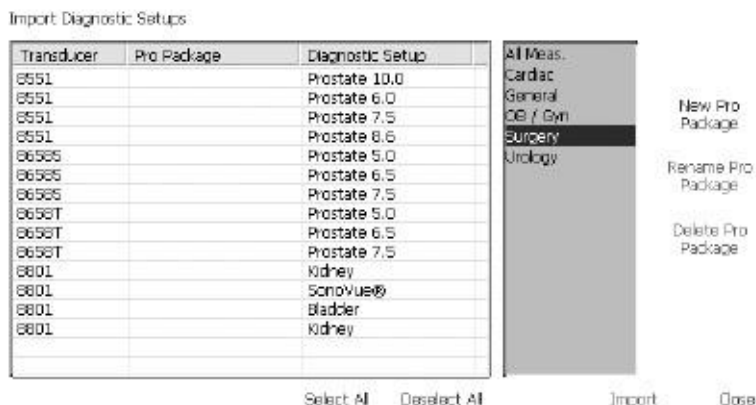 Import Diagnostic Setups
Transducer Pro Package Diagnostic Setup
8551 Prostate 10.0
8551 Prostate 6.0
8551 Prostate 7.5
8551 Prostate 8.6
8658S Prostate 5.0
8658S Prostate 6.5
8658S Prostate 7.5
8658T Prostate 5.0
8658T Prostate 6.5
8658T Prostate 7.5
8801 Kidney
8801 SonoVue®
8801 Bladder
8801 Kidney
All Meas.
Cardiac
General
OB / Gyn
Surgery
Urology
New Pro
Package
Rename Pro
Package
Delete Pro
Package
Select All Deselect All Import Close